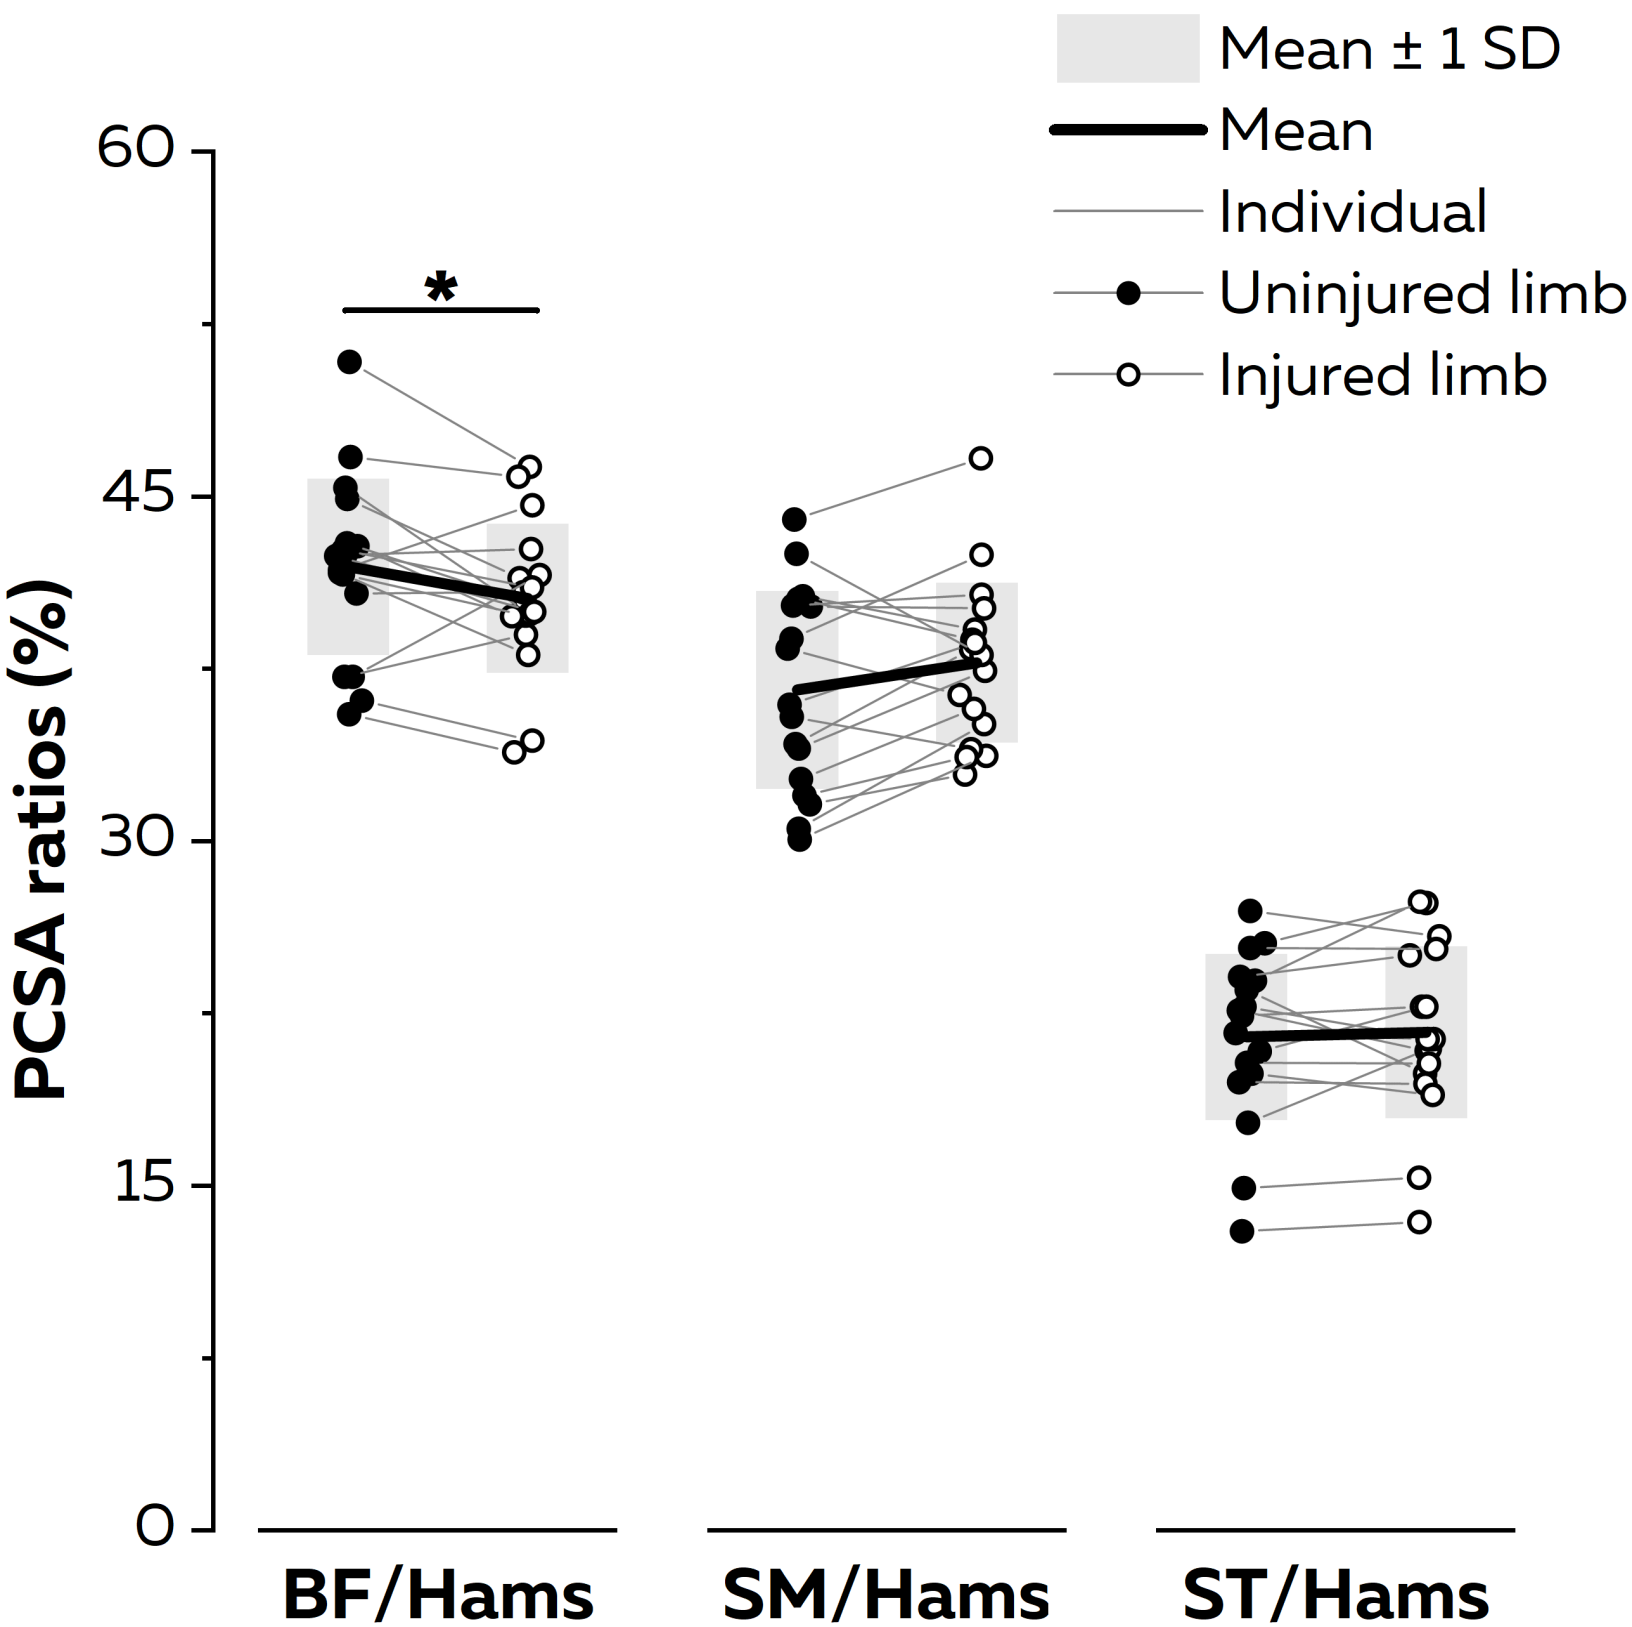 Mean ± 1 SD
Mean
Individual
Uninjured limb
Injured limb
PCSA ratios (%)
60
45
30
15
0
*
BF/Hams
SM/Hams
ST/Hams